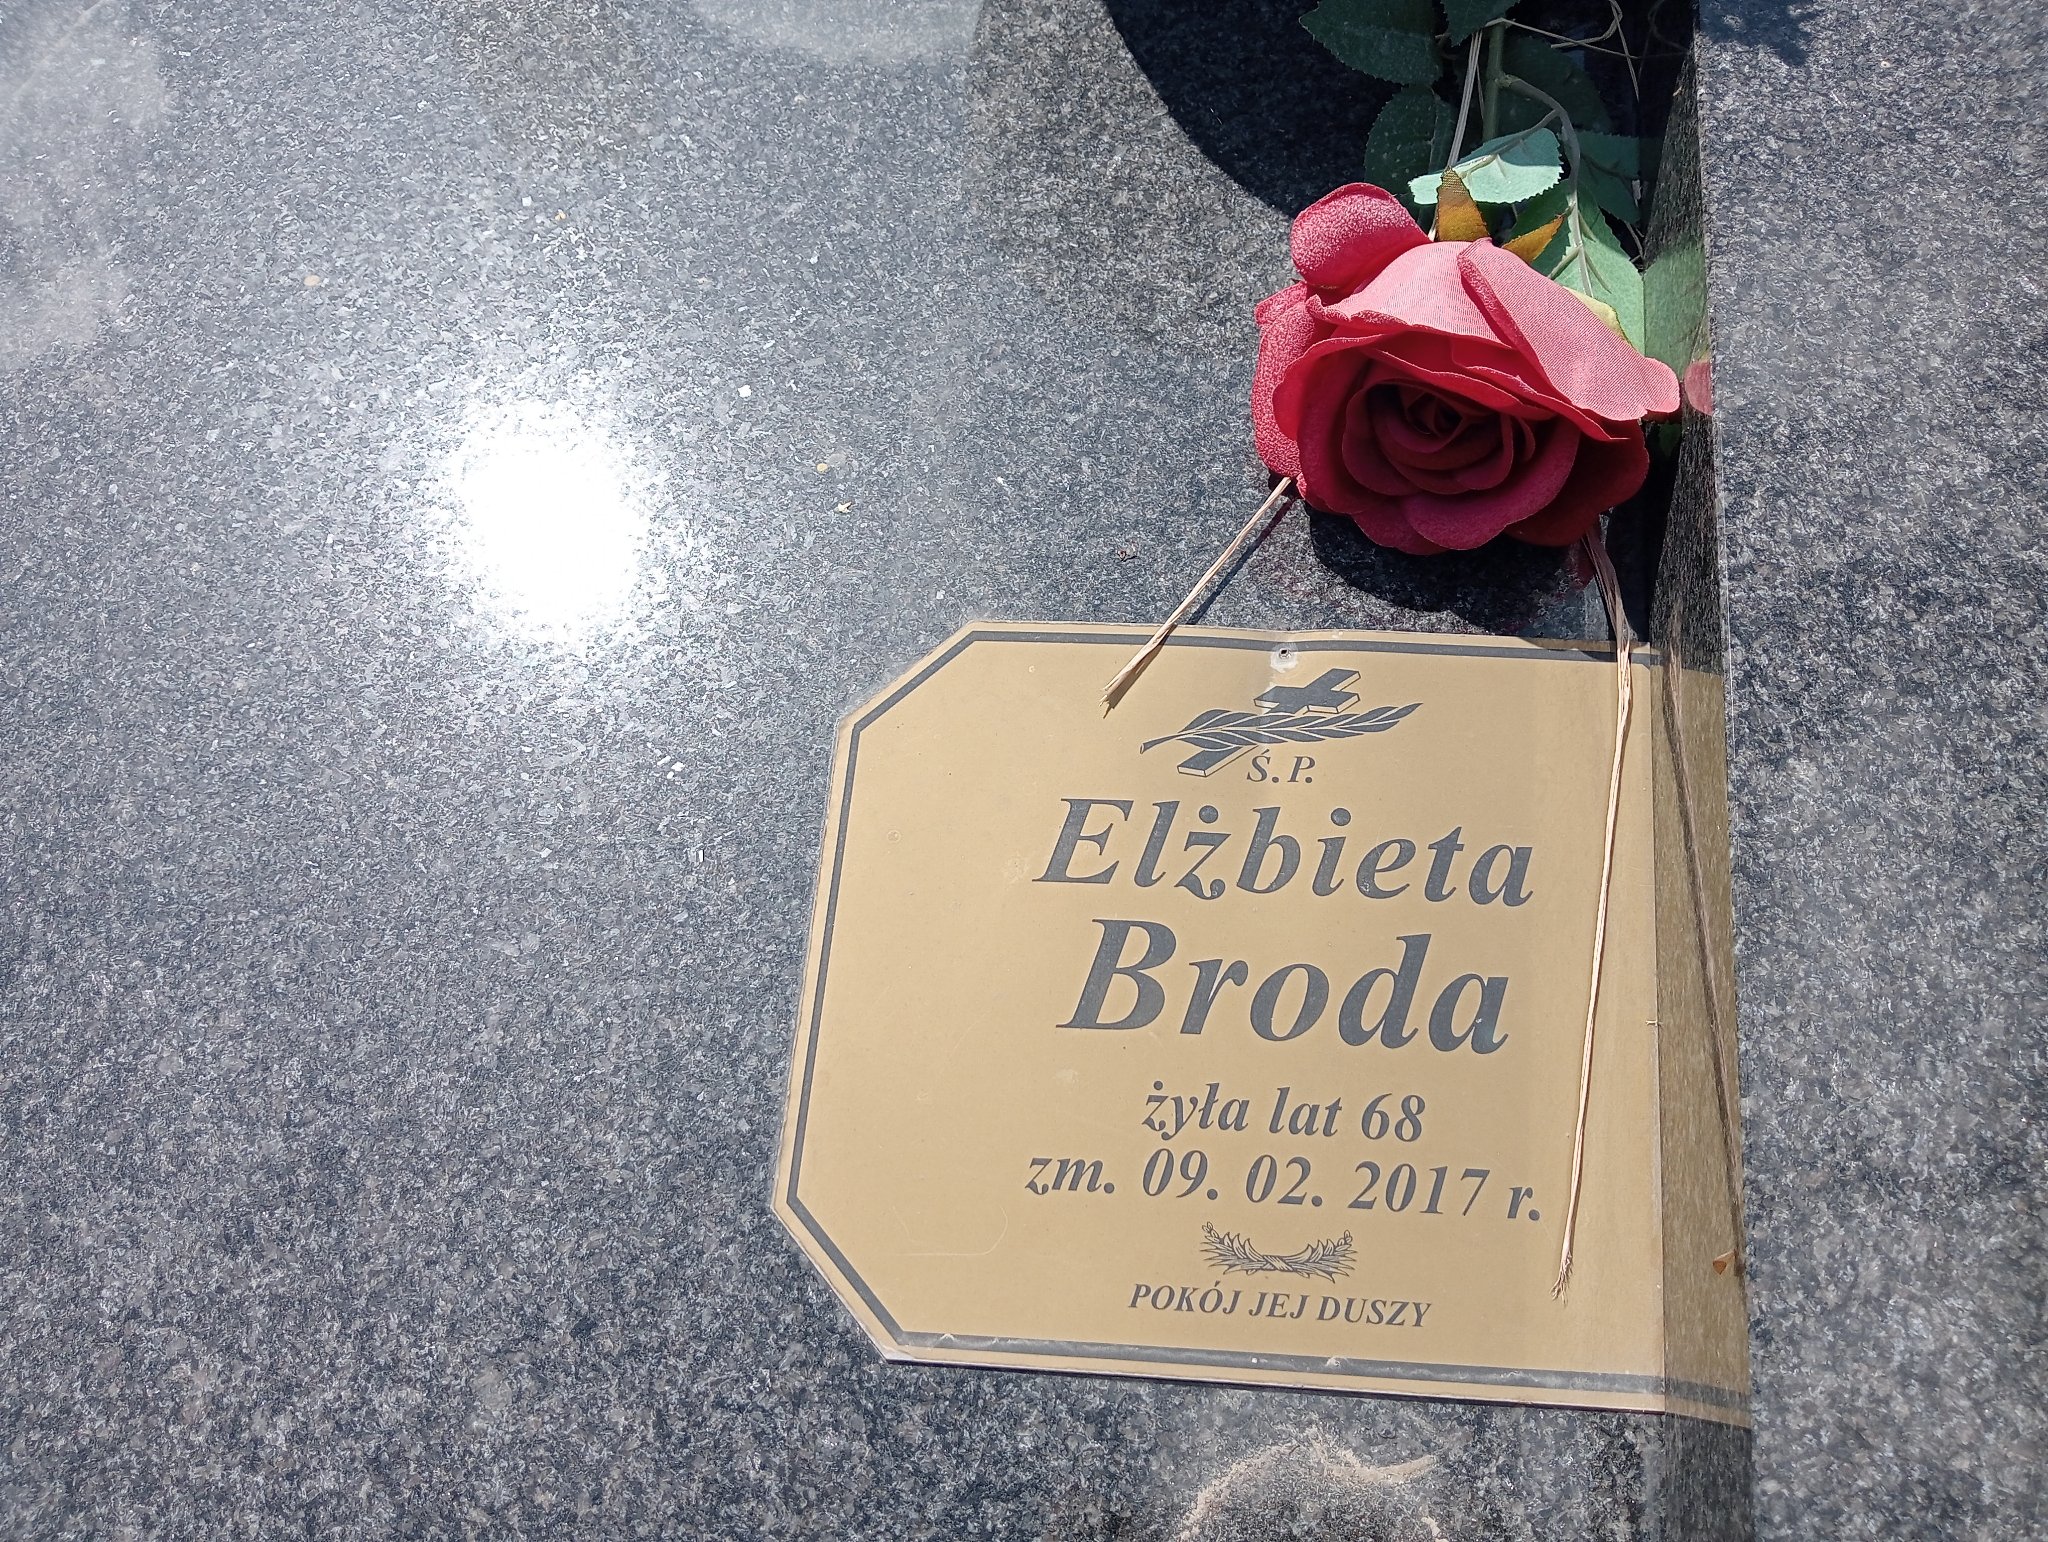 Ś. P.
Elżbieta
Broda
żyła lat 68
zm. 09. 02. 2017 r.
POKÓJ JEJ DUSZY